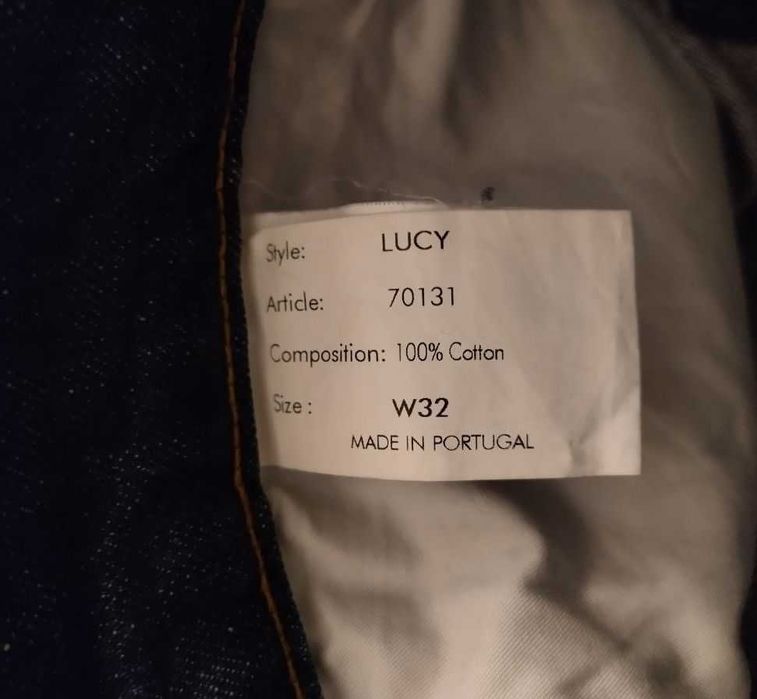 Style: LUCY
Article: 70131
Composition: 100% Cotton
Size: W32
MADE IN PORTUGAL